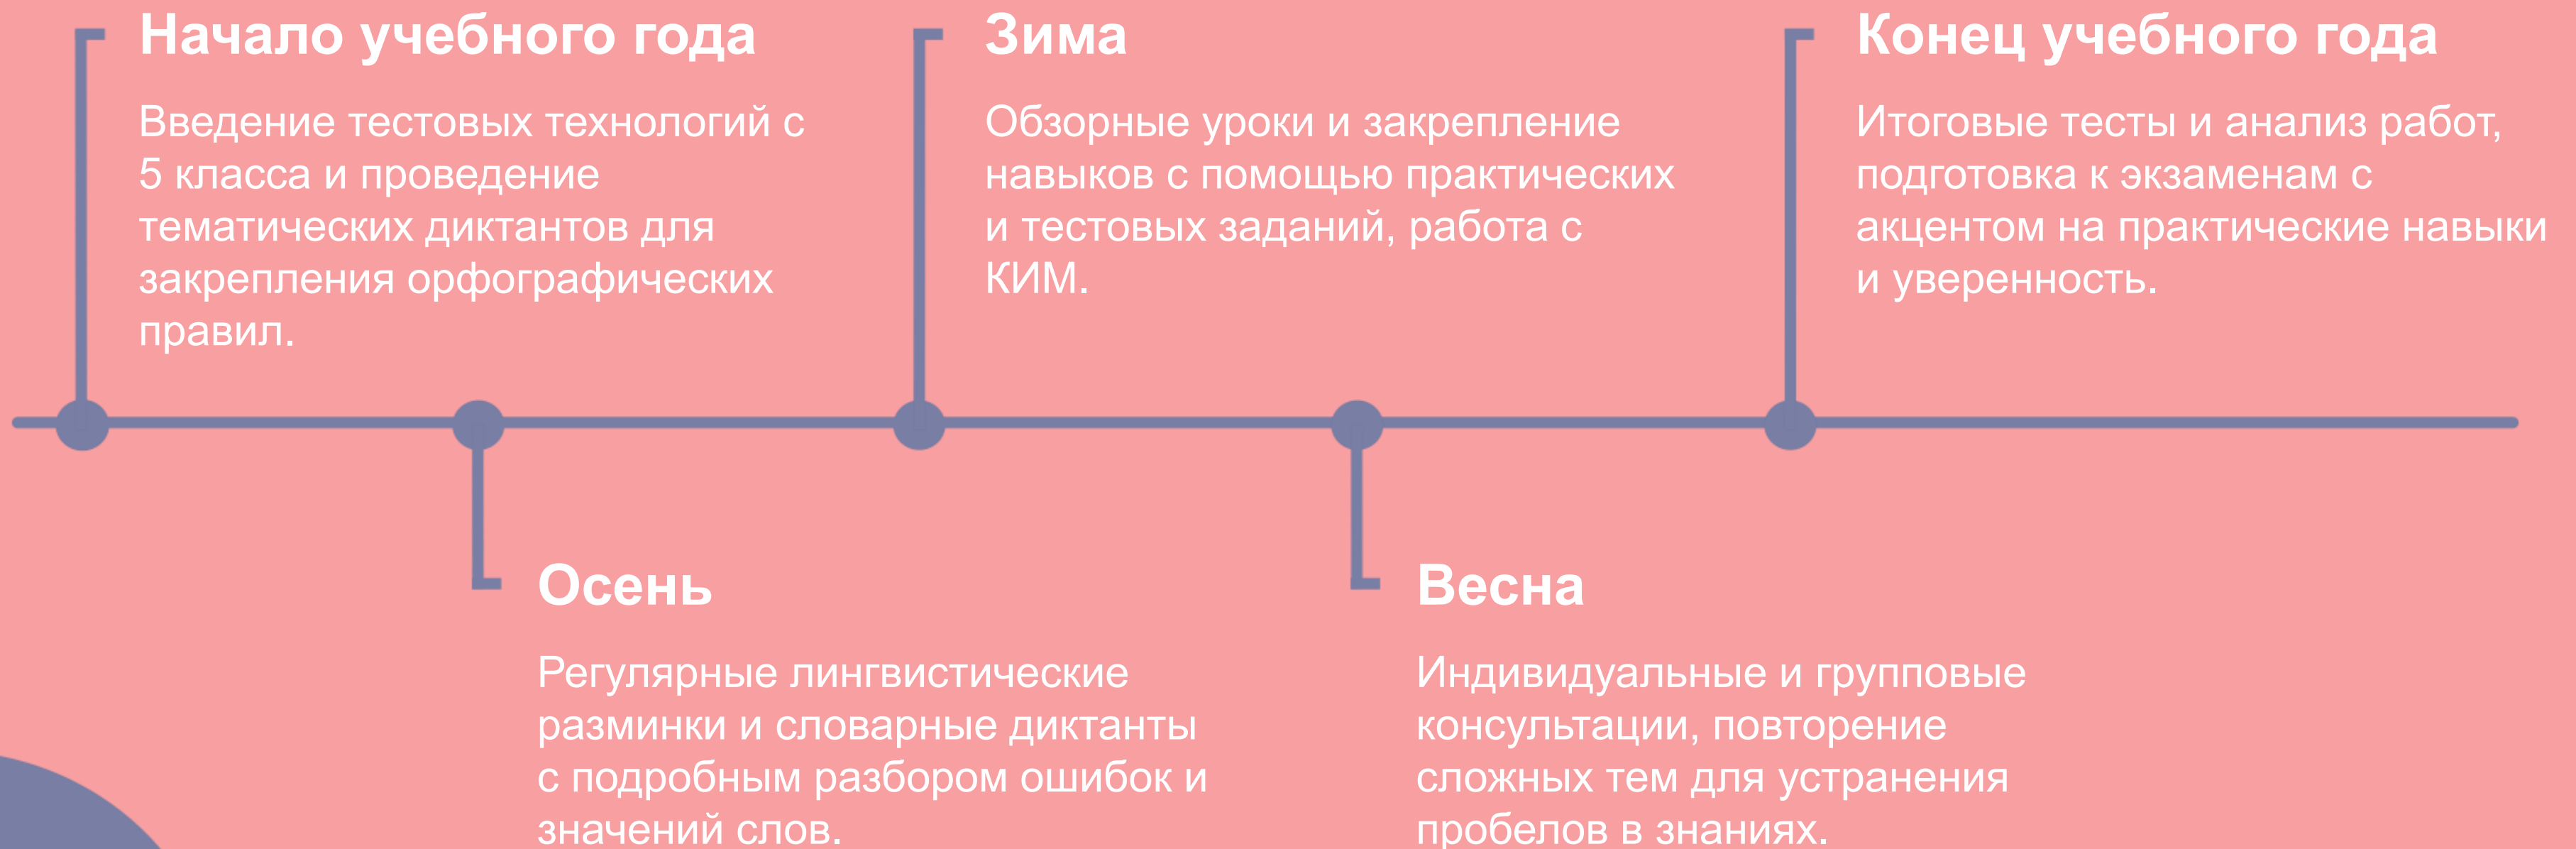 Начало учебного года
Введение тестовых технологий с
5 класса и проведение
тематических диктантов для
закрепления орфографических
правил.
Осень
Регулярные лингвистические
разминки и словарные диктанты
с подробным разбором ошибок и
значений слов.
Зима
Обзорные уроки и закрепление
навыков с помощью практических
и тестовых заданий, работа с
КИМ.
Весна
Индивидуальные и групповые
консультации, повторение
сложных тем для устранения
пробелов в знаниях.
Конец учебного года
Итоговые тесты и анализ работ,
подготовка к экзаменам с
акцентом на практические навыки
и уверенность.